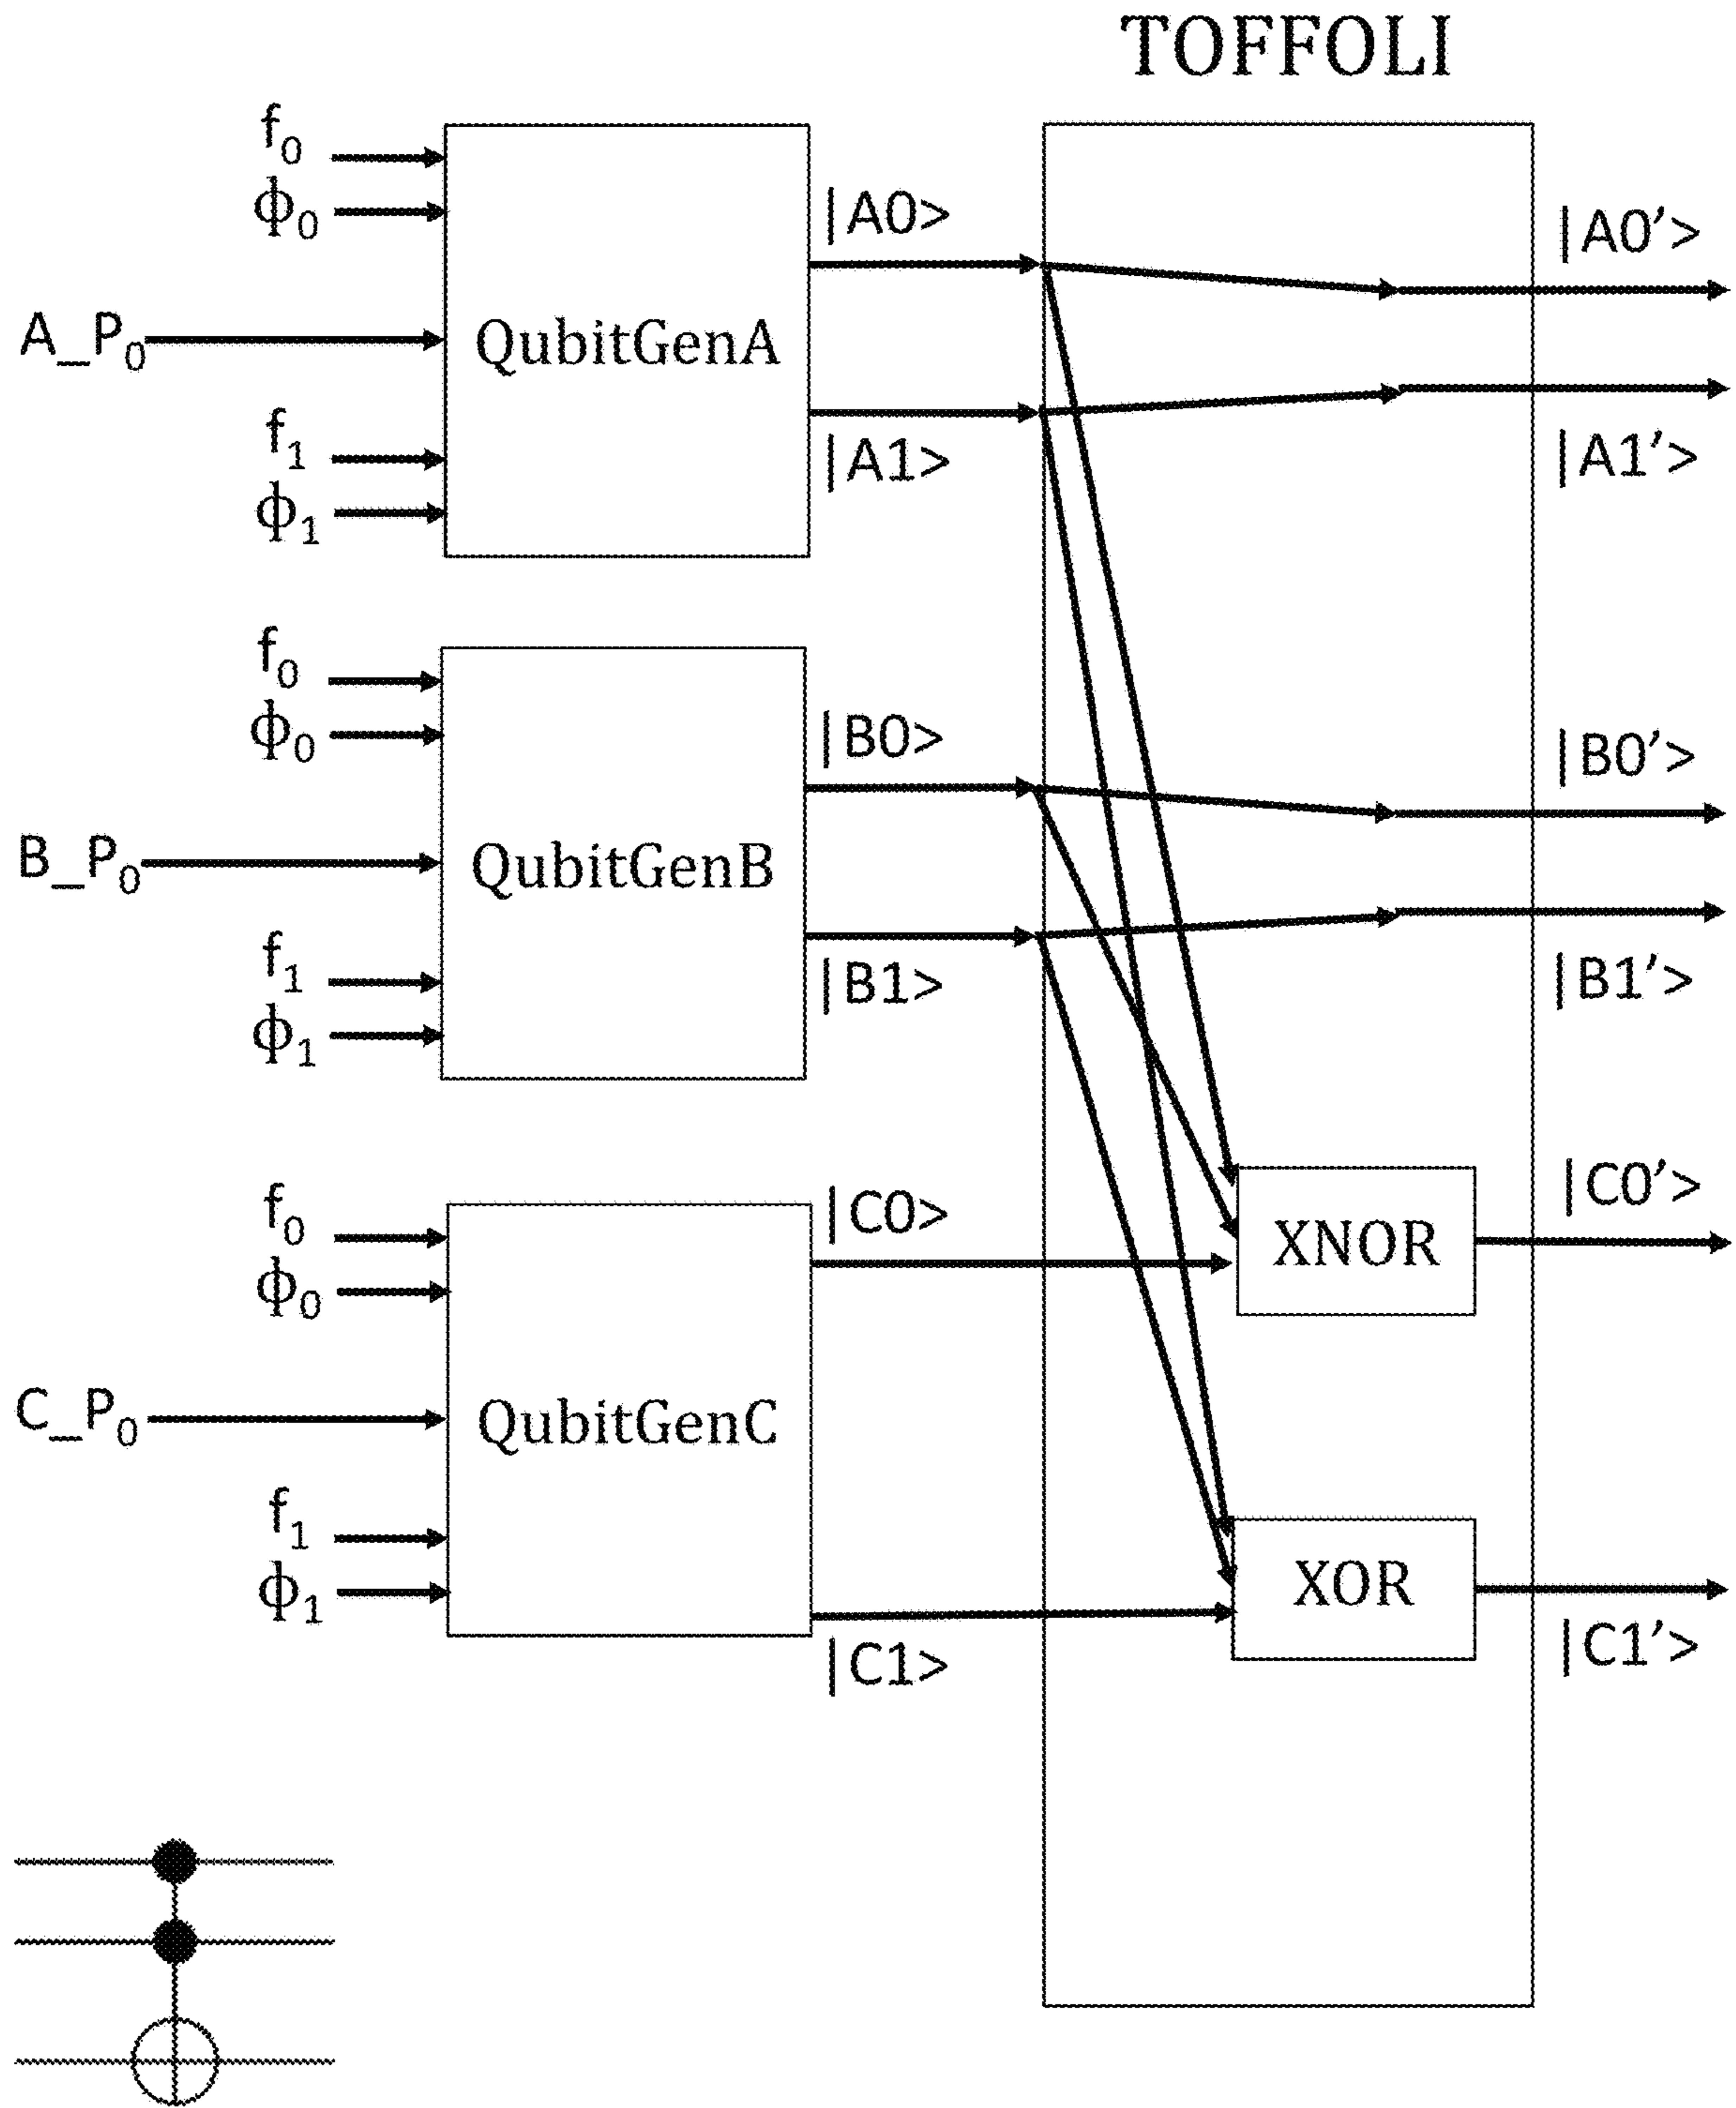 TOFFOLI
f₀
ϕ₀
|A0>
|A0’>
A_P₀
QubitGenA
f₁
|A1>
|A1’>
ϕ₁
f₀
ϕ₀
|B0>
|B0’>
B_P₀
QubitGenB
f₁
|B1>
|B1’>
ϕ₁
f₀
|C0>
|C0’>
XNOR
ϕ₀
C_P₀
QubitGenC
f₁
ϕ₁
XOR
|C1>
|C1’>